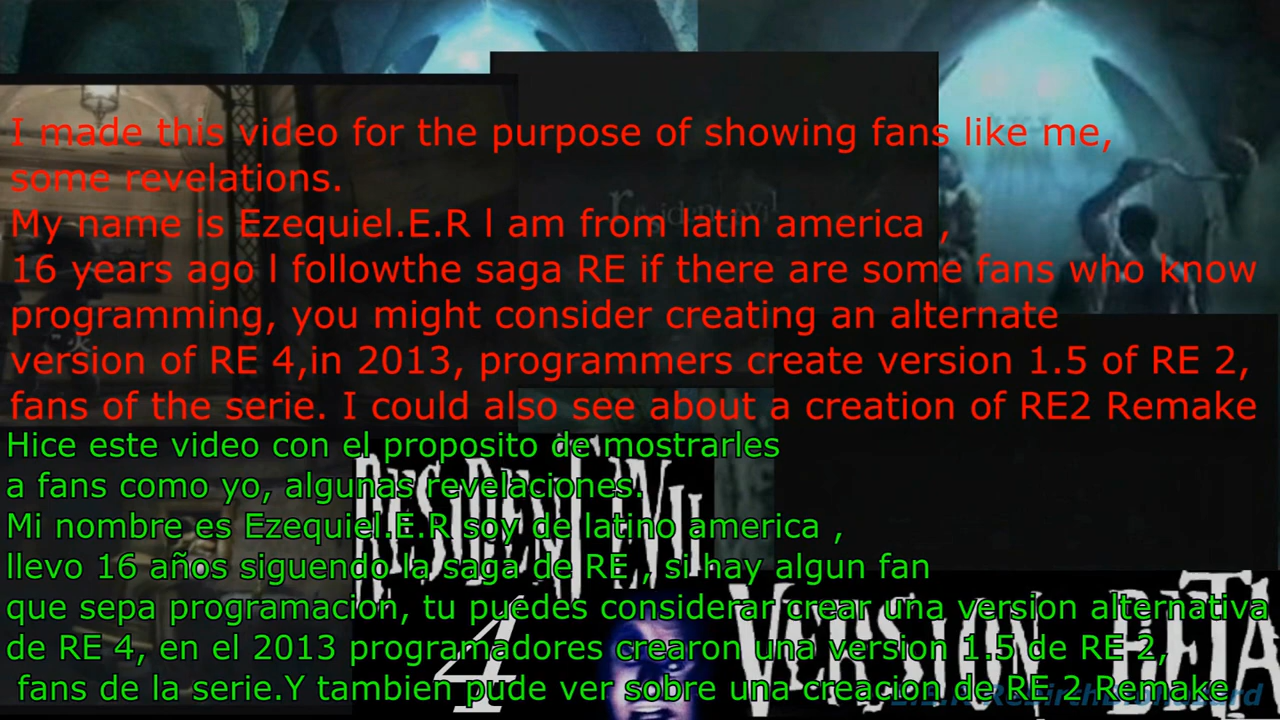 I made this video for the purpose of showing fans like me,
some revelations.
My name is Ezequiel.E.R l am from latin america ,
16 years ago l followthe saga RE if there are some fans who know
programming, you might consider creating an alternate
version of RE 4,in 2013, programmers create version 1.5 of RE 2,
fans of the serie. I could also see about a creation of RE2 Remake
resident evil
Hice este video con el proposito de mostrarles
a fans como yo, algunas revelaciones.
Mi nombre es Ezequiel.E.R soy de latino america ,
llevo 16 años siguendo la saga de RE , si hay algun fan
que sepa programacion, tu puedes considerar crear una version alternativa
de RE 4, en el 2013 programadores crearon una version 1.5 de RE 2,
fans de la serie.Y tambien pude ver sobre una creacion de RE 2 Remake
RESIDENT EVIL
4 VERSION BETA